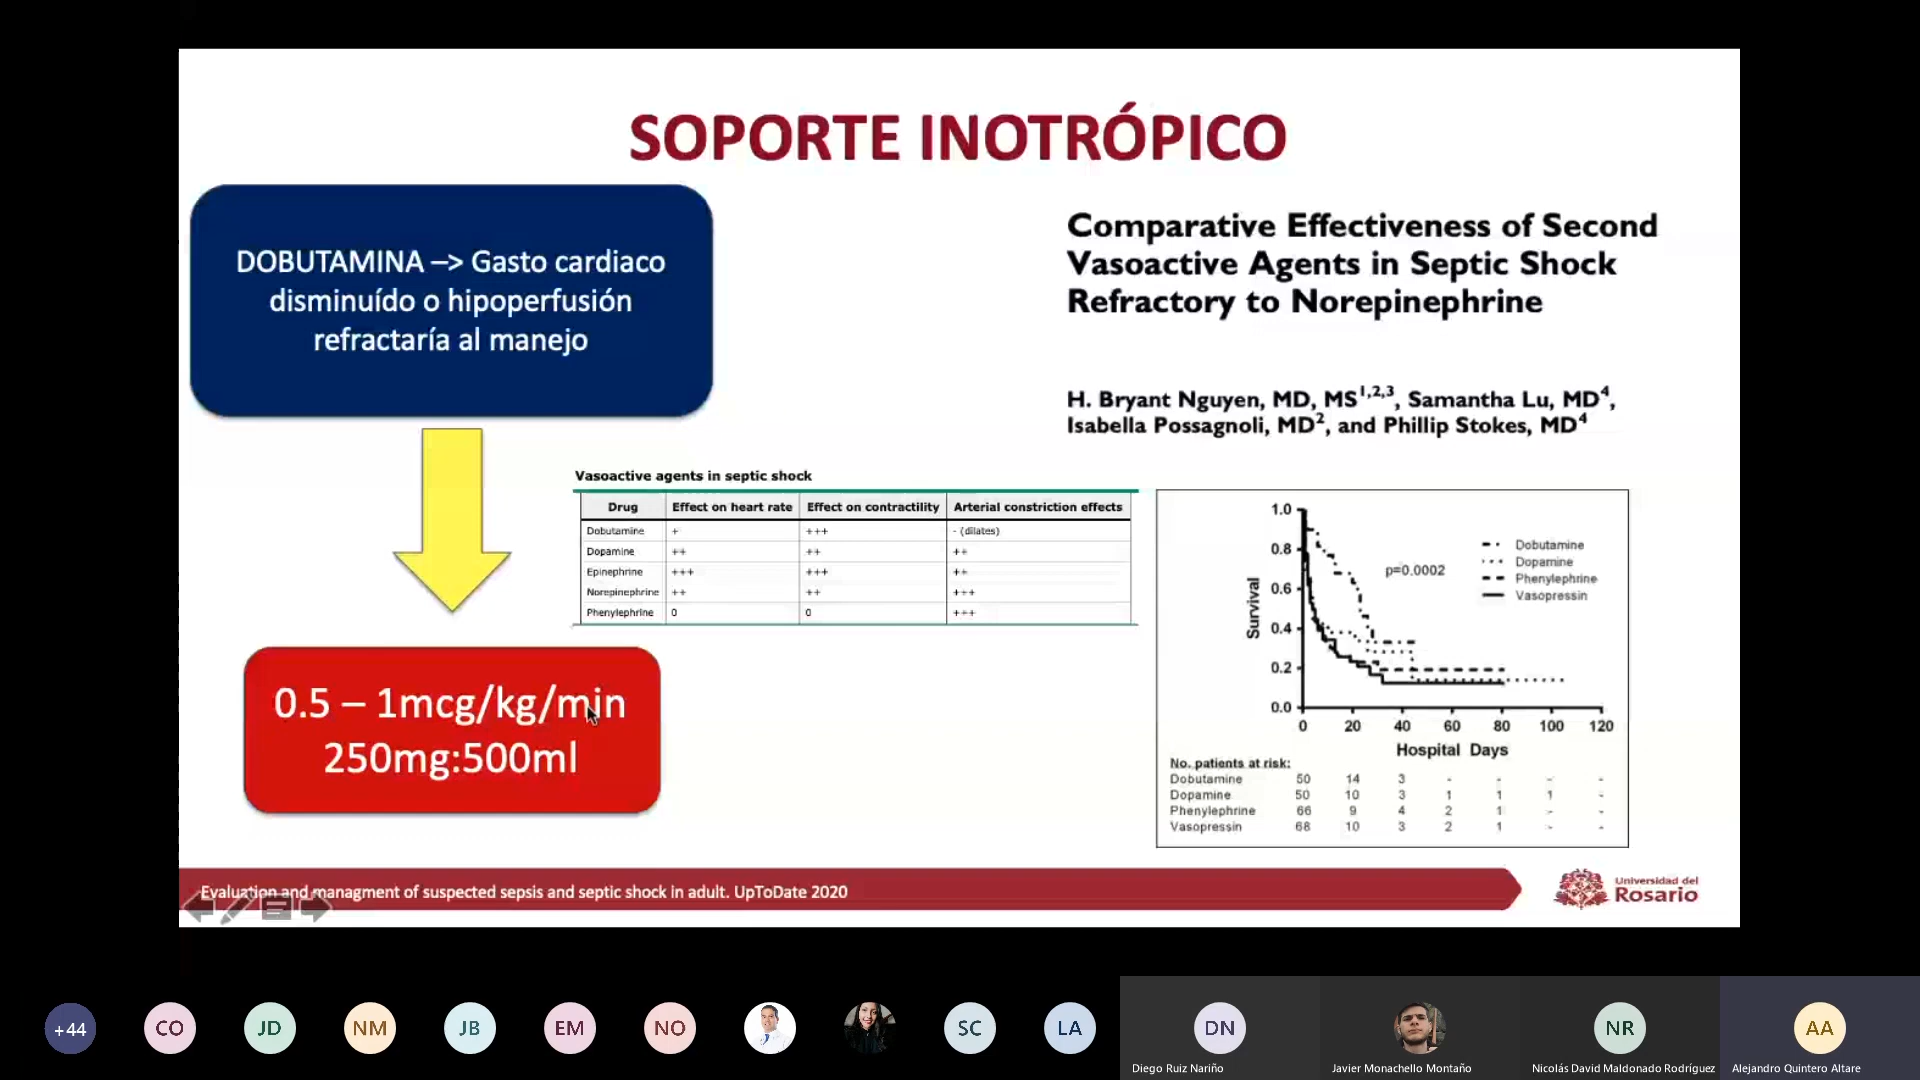 SOPORTE INOTRÓPICO
DOBUTAMINA –> Gasto cardiaco
disminuído o hipoperfusión
refractaría al manejo
0.5 – 1mcg/kg/min
250mg:500ml
Comparative Effectiveness of Second
Vasoactive Agents in Septic Shock
Refractory to Norepinephrine
H. Bryant Nguyen, MD, MS1,2,3, Samantha Lu, MD4,
Isabella Possagnoli, MD2, and Phillip Stokes, MD4
Vasoactive agents in septic shock
Drug Effect on heart rate Effect on contractility Arterial constriction effects
Dobutamine + +++ - (dilates)
Dopamine ++ ++ ++
Epinephrine +++ +++ ++
Norepinephrine ++ ++ +++
Phenylephrine 0 0 +++
1.0
0.8
0.6
0.4
0.2
0.0
Survival
p=0.0002
Dobutamine
Dopamine
Phenylephrine
Vasopressin
0 20 40 60 80 100 120
Hospital Days
No. patients at risk:
Dobutamine 50 14 3 - - - -
Dopamine 50 10 3 1 1 1 -
Phenylephrine 66 9 4 2 1 - -
Vasopressin 68 10 3 2 1 - -
Evaluation and managment of suspected sepsis and septic shock in adult. UpToDate 2020
Universidad del
Rosario
+44 CO JD NM JB EM NO SC LA DN NR AA
Diego Ruiz Nariño Javier Monachello Montaño Nicolás David Maldonado Rodríguez Alejandro Quintero Altare